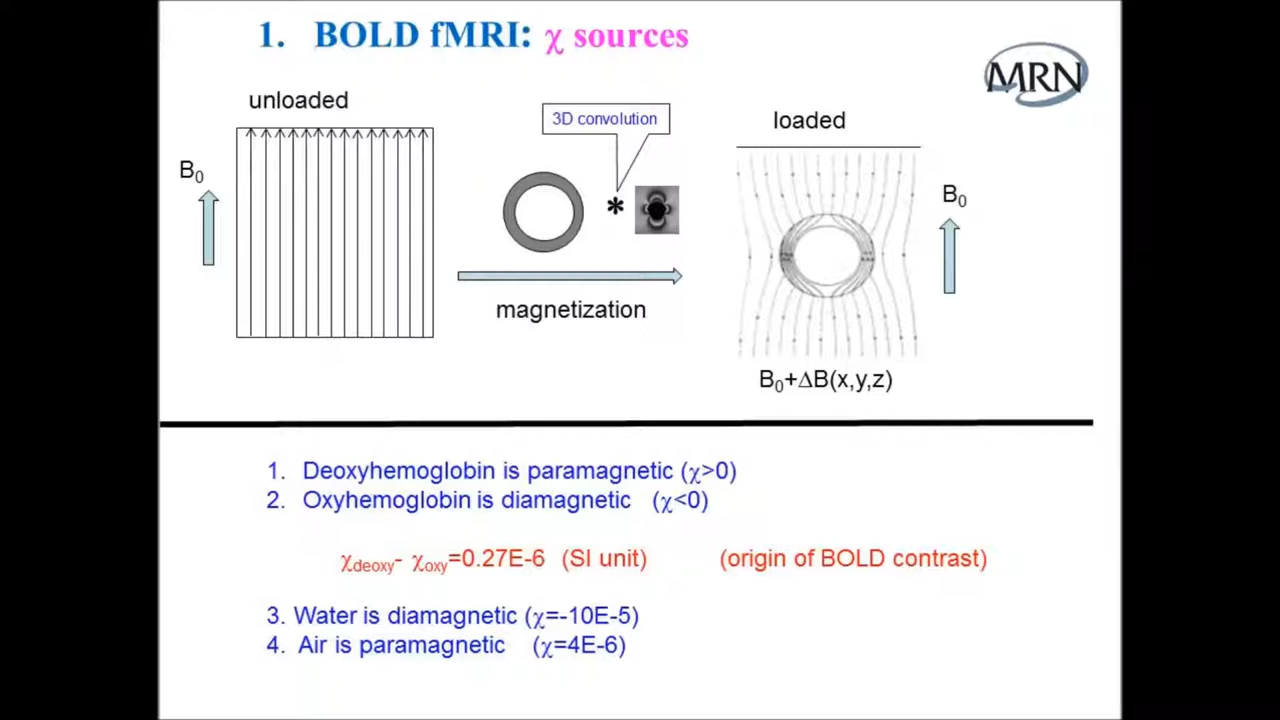 1. BOLD fMRI: χ sources
MRN
unloaded
3D convolution
loaded
B₀
*
B₀
magnetization
B₀+ΔB(x,y,z)
1. Deoxyhemoglobin is paramagnetic (χ>0)
2. Oxyhemoglobin is diamagnetic (χ<0)
χdeoxy- χoxy=0.27E-6 (SI unit) (origin of BOLD contrast)
3. Water is diamagnetic (χ=-10E-5)
4. Air is paramagnetic (χ=4E-6)